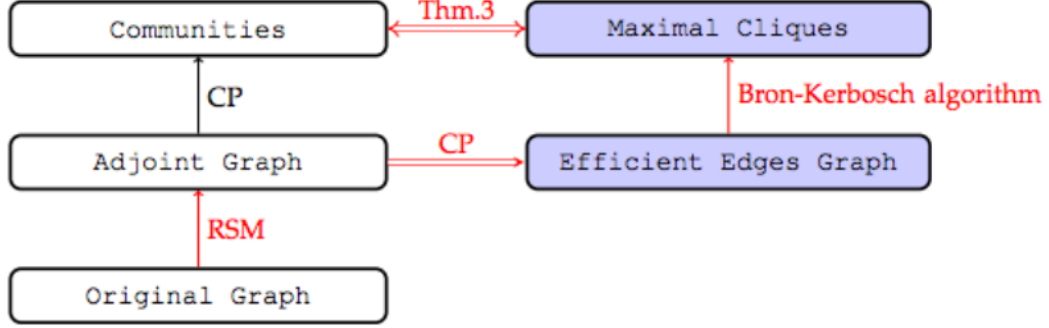 Communities
Thm.3
Maximal Cliques
CP
Bron-Kerbosch algorithm
Adjoint Graph
CP
Efficient Edges Graph
RSM
Original Graph